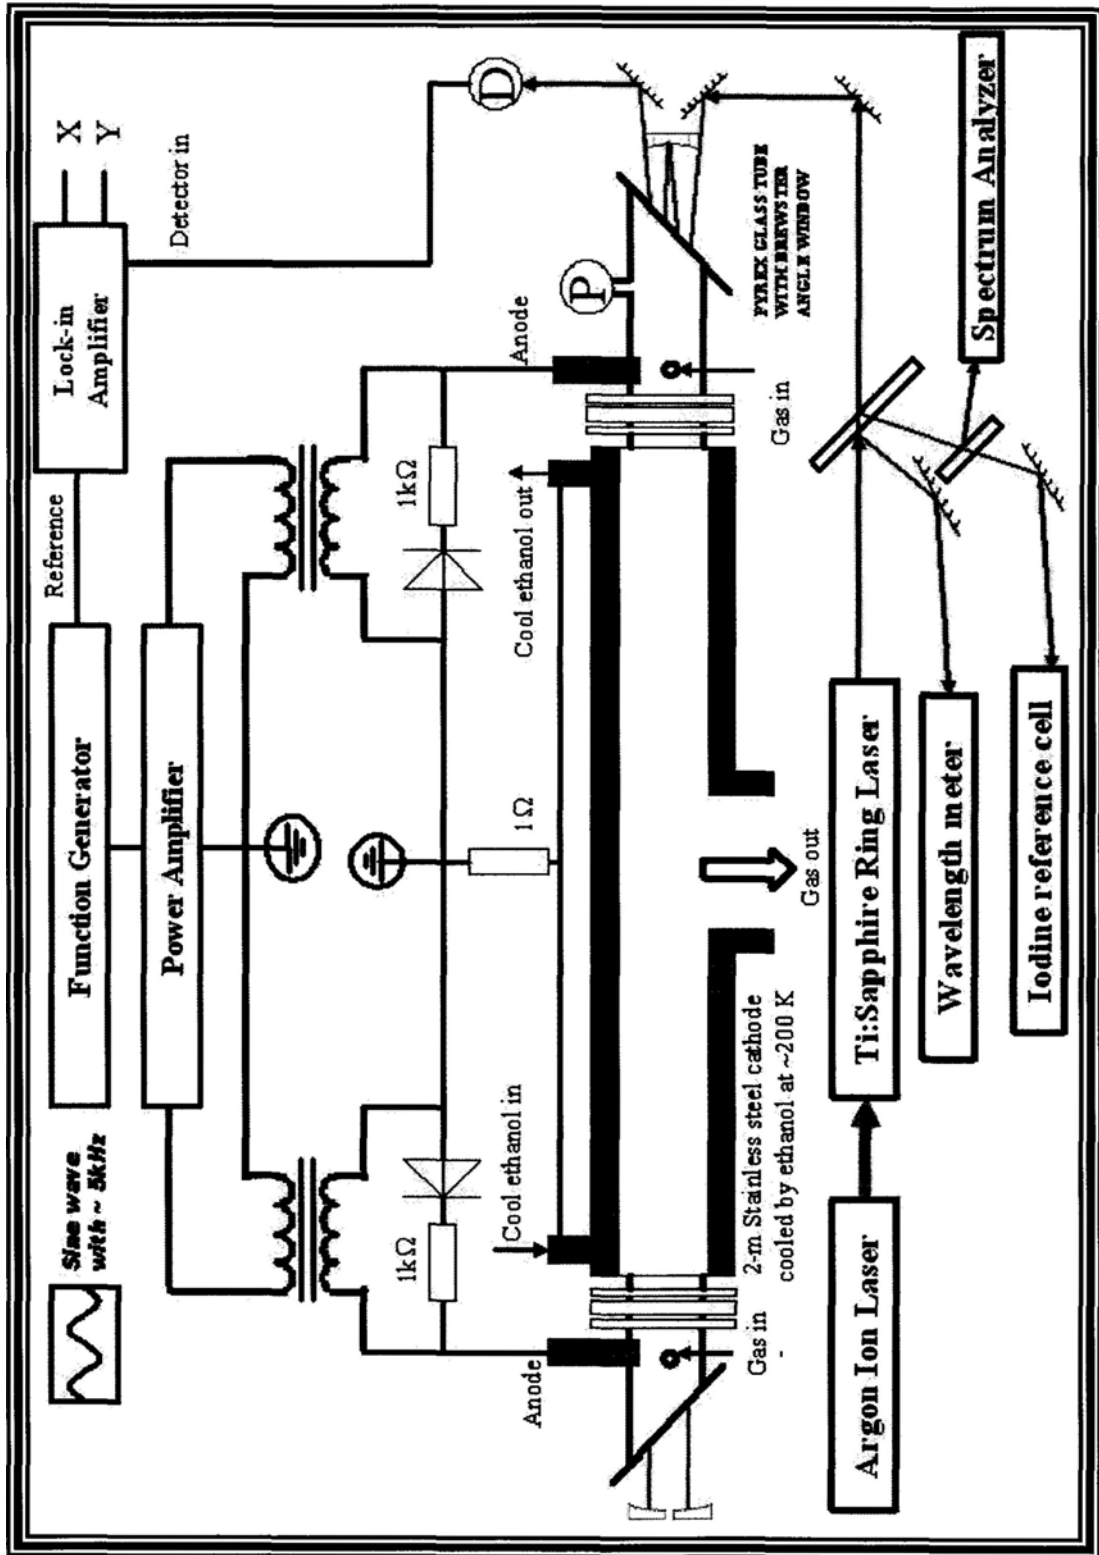 Sine wave
with ~ 5kHz
Function Generator
Reference
Lock-in
Amplifier
X
Y
Power Amplifier
Detector in
D
1kΩ
1kΩ
1Ω
Anode
Cool ethanol in
Cool ethanol out
Anode
P
Gas in
-
2-m Stainless steel cathode
cooled by ethanol at ~200 K
Gas out
Gas in
PYREX GLASS TUBE
WITH BREWSTER
ANGLE WINDOW
Argon Ion Laser
Ti:Sapphire Ring Laser
Wavelength meter
Iodine reference cell
Spectrum Analyzer